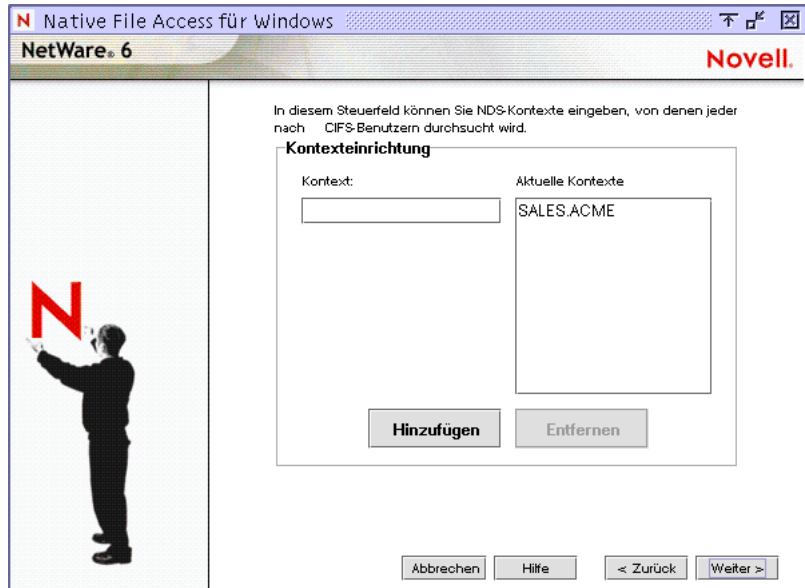 N Native File Access für Windows
NetWare® 6
Novell.
In diesem Steuerfeld können Sie NDS-Kontexte eingeben, von denen jeder
nach CIFS-Benutzern durchsucht wird.
Kontexteinrichtung
Kontext:
Aktuelle Kontexte
SALES.ACME
N
Hinzufügen
Entfernen
Abbrechen
Hilfe
< Zurück
Weiter >